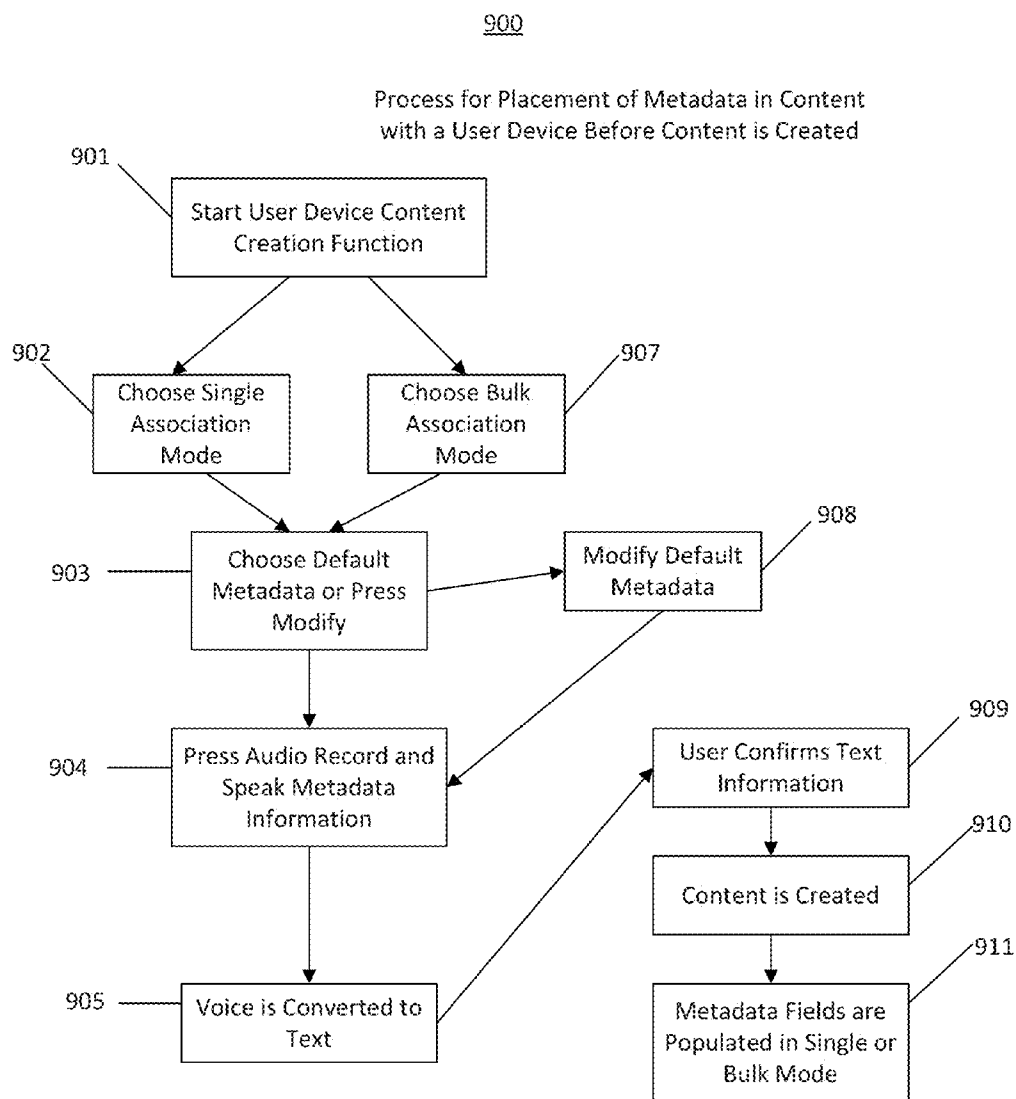 900
Process for Placement of Metadata in Content
with a User Device Before Content is Created
901
Start User Device Content
Creation Function
902
Choose Single
Association
Mode
907
Choose Bulk
Association
Mode
903
Choose Default
Metadata or Press
Modify
908
Modify Default
Metadata
904
Press Audio Record and
Speak Metadata
Information
905
Voice is Converted to
Text
909
User Confirms Text
Information
910
Content is Created
911
Metadata Fields are
Populated in Single or
Bulk Mode